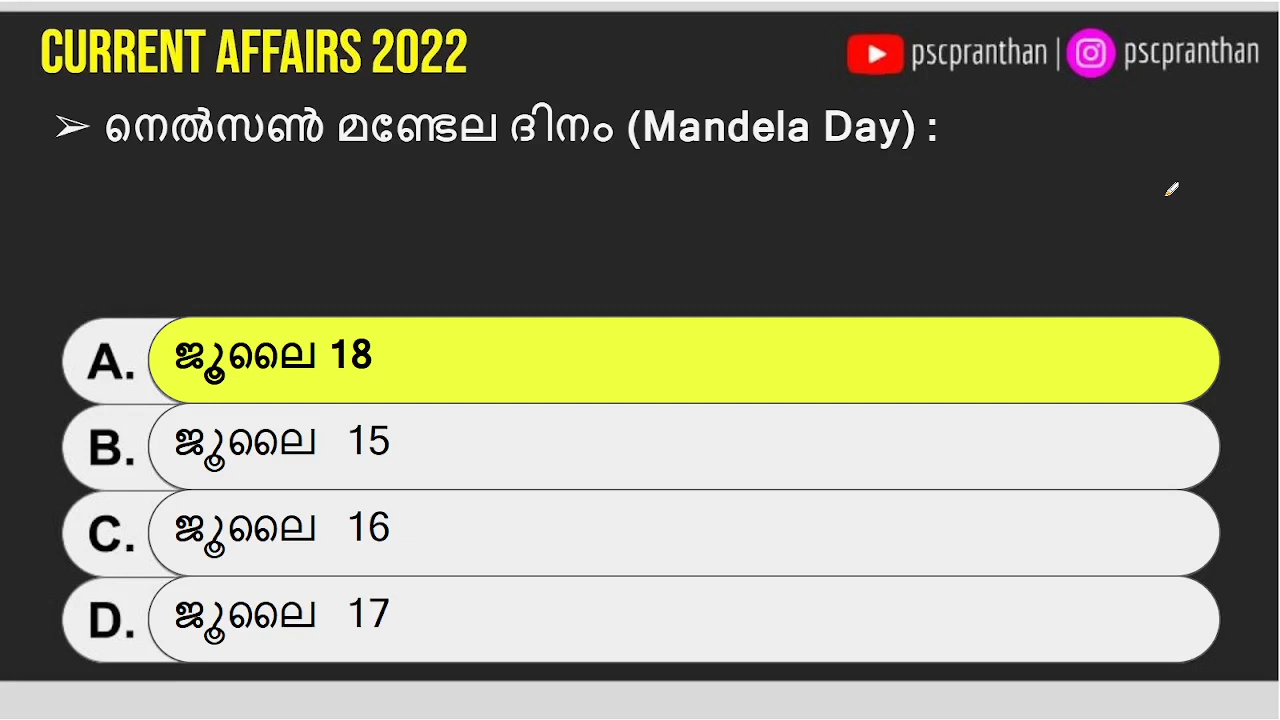 CURRENT AFFAIRS 2022
pscpranthan | pscpranthan
➢ നെൽസൺ മണ്ടേല ദിനം (Mandela Day) :
A. ജൂലൈ 18
B. ജൂലൈ 15
C. ജൂലൈ 16
D. ജൂലൈ 17